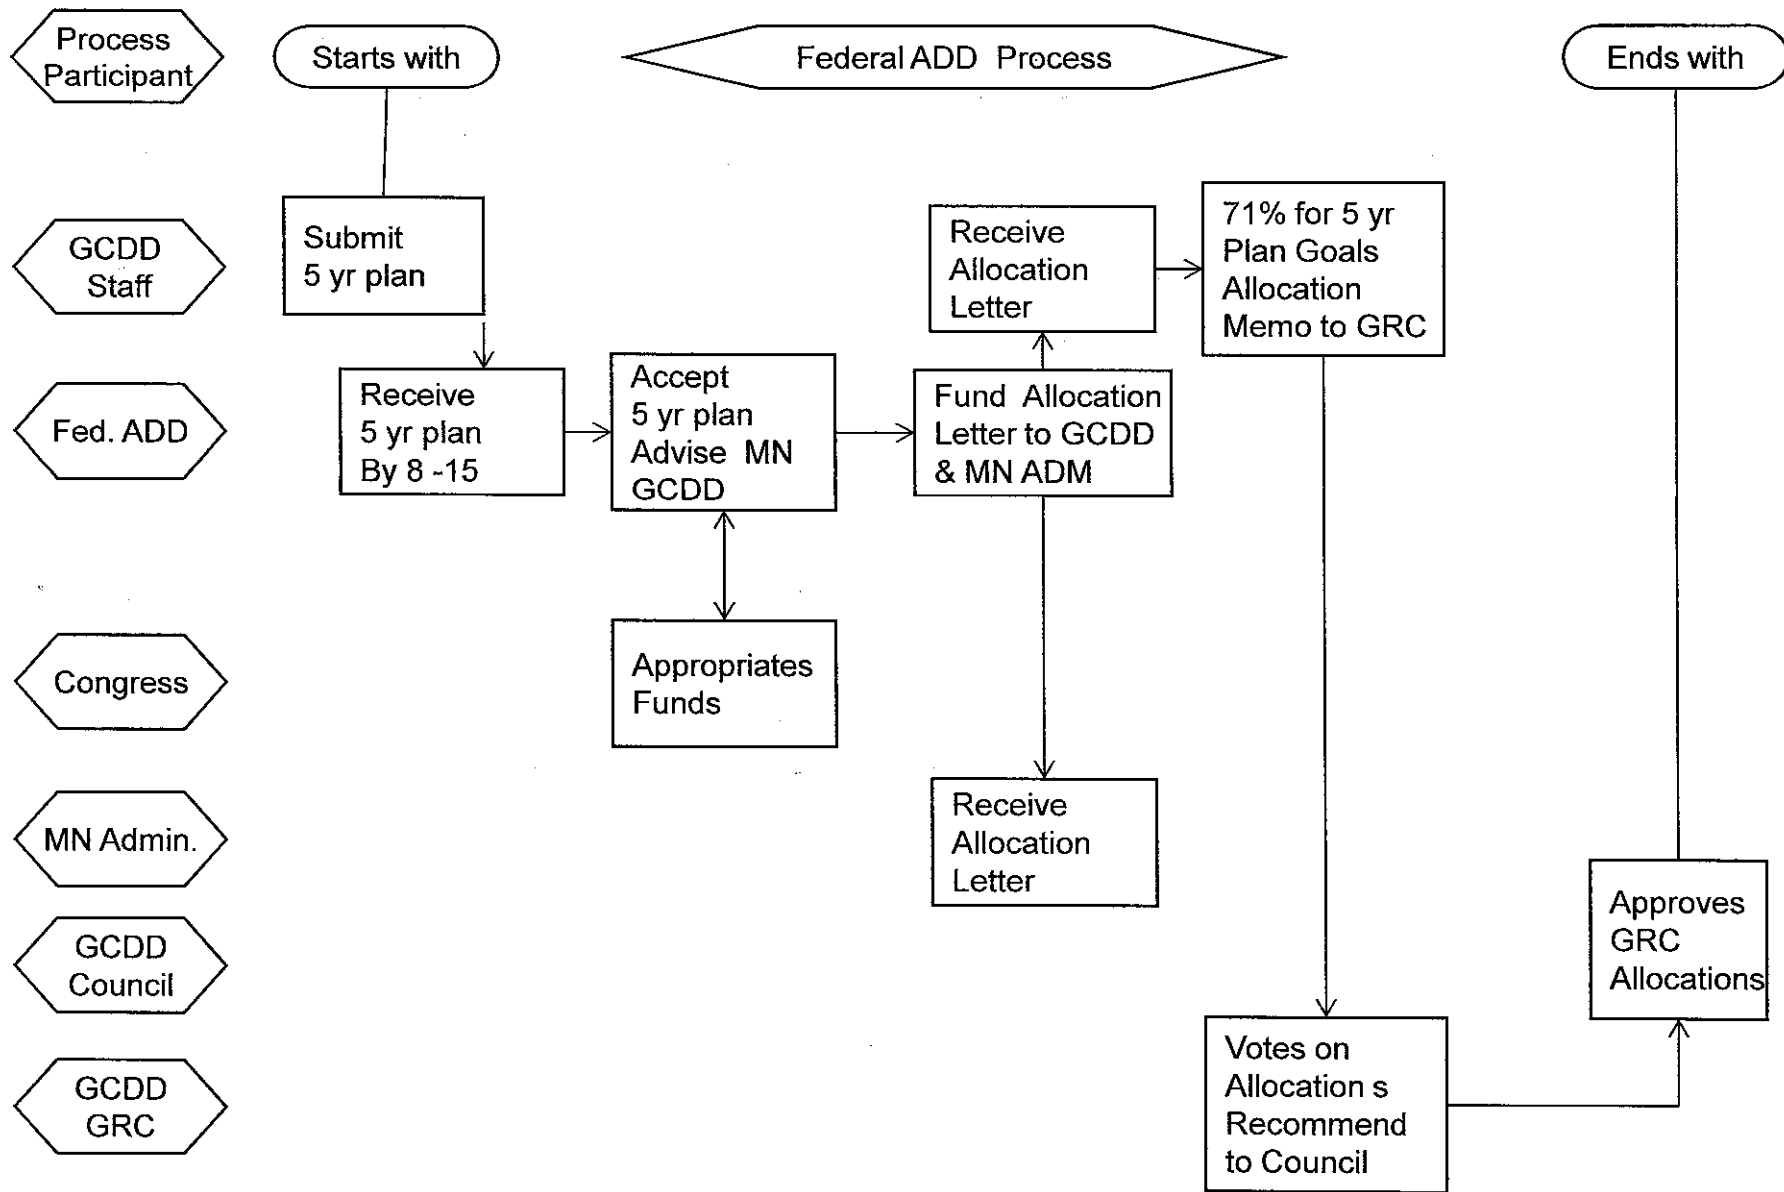 Process
Participant
Starts with
Federal ADD Process
Ends with
GCDD
Staff
Submit
5 yr plan
Receive
Allocation
Letter
71% for 5 yr
Plan Goals
Allocation
Memo to GRC
Fed. ADD
Receive
5 yr plan
By 8 -15
Accept
5 yr plan
Advise MN
GCDD
Fund Allocation
Letter to GCDD
& MN ADM
Congress
Appropriates
Funds
MN Admin.
Receive
Allocation
Letter
GCDD
Council
Approves
GRC
Allocations
GCDD
GRC
Votes on
Allocation s
Recommend
to Council